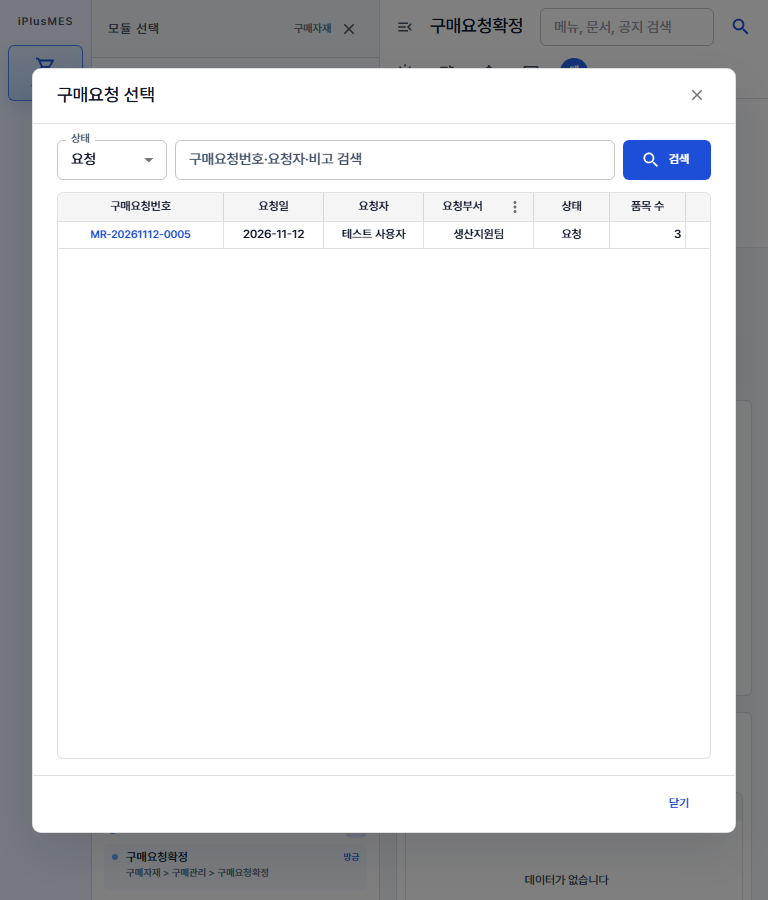 iPlusMES
모듈 선택
구매자재
구매요청확정
메뉴, 문서, 공지 검색
구매요청 선택
상태
요청
구매요청번호·요청자·비고 검색
검색
구매요청번호 요청일 요청자 요청부서 상태 품목 수
MR-20261112-0005 2026-11-12 테스트 사용자 생산지원팀 요청 3
닫기
구매요청확정
방금
구매자재 > 구매관리 > 구매요청확정
데이터가 없습니다